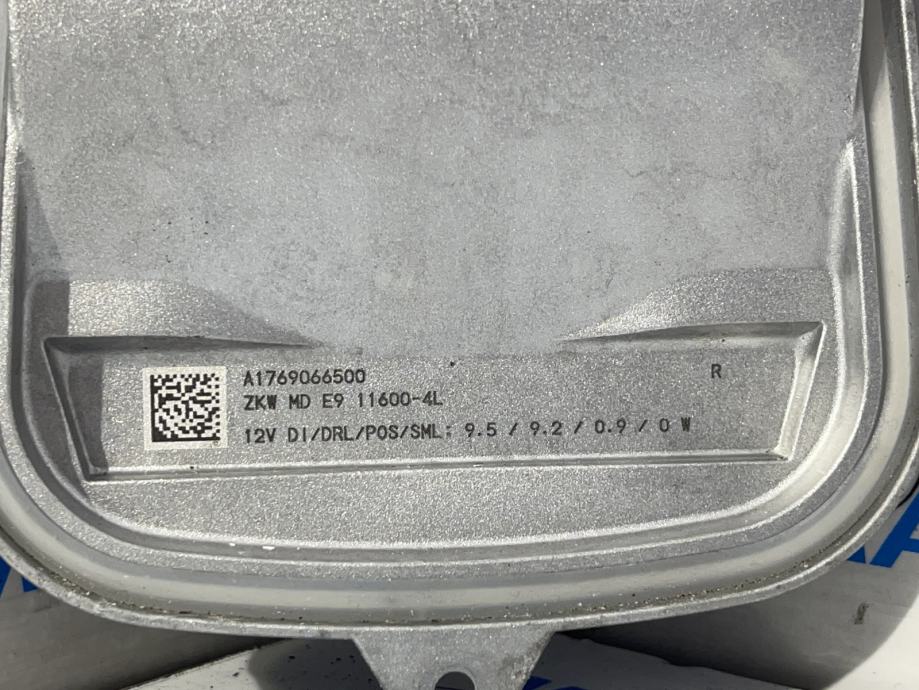 A1769066500 R
ZKW MD E9 11600-4L
12V DI/DRL/POS/SML: 9.5 / 9.2 / 0.9 / 0 W